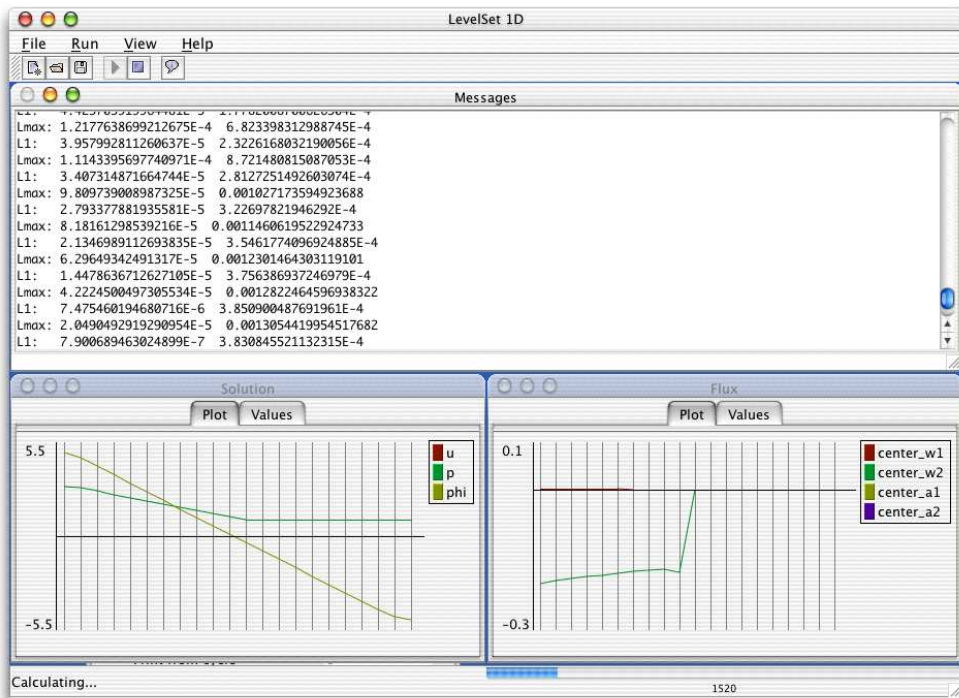 LevelSet 1D
File Run View Help
Messages
Lmax: 1.2177638699212675E-4 6.823398312988745E-4
L1: 3.957992811260637E-5 2.3226168032190056E-4
Lmax: 1.1143395697740971E-4 8.721480815087053E-4
L1: 3.407314871664744E-5 2.8127251492603074E-4
Lmax: 9.809739008987325E-5 0.001027173594923688
L1: 2.793377881935581E-5 3.22697821946292E-4
Lmax: 8.18161298539216E-5 0.0011460619522924733
L1: 2.1346989112693835E-5 3.5461774096924885E-4
Lmax: 6.29649342491317E-5 0.0012301464303119101
L1: 1.4478636712627105E-5 3.756386937246979E-4
Lmax: 4.2224500497305534E-5 0.0012822464596938322
L1: 7.475460194680716E-6 3.850900487691961E-4
Lmax: 2.0490492919290954E-5 0.0013054419954517682
L1: 7.900689463024899E-7 3.830845521132315E-4
Solution
Plot Values
5.5
u
p
phi
-5.5
Flux
Plot Values
0.1
center_w1
center_w2
center_a1
center_a2
-0.3
Calculating...
1520